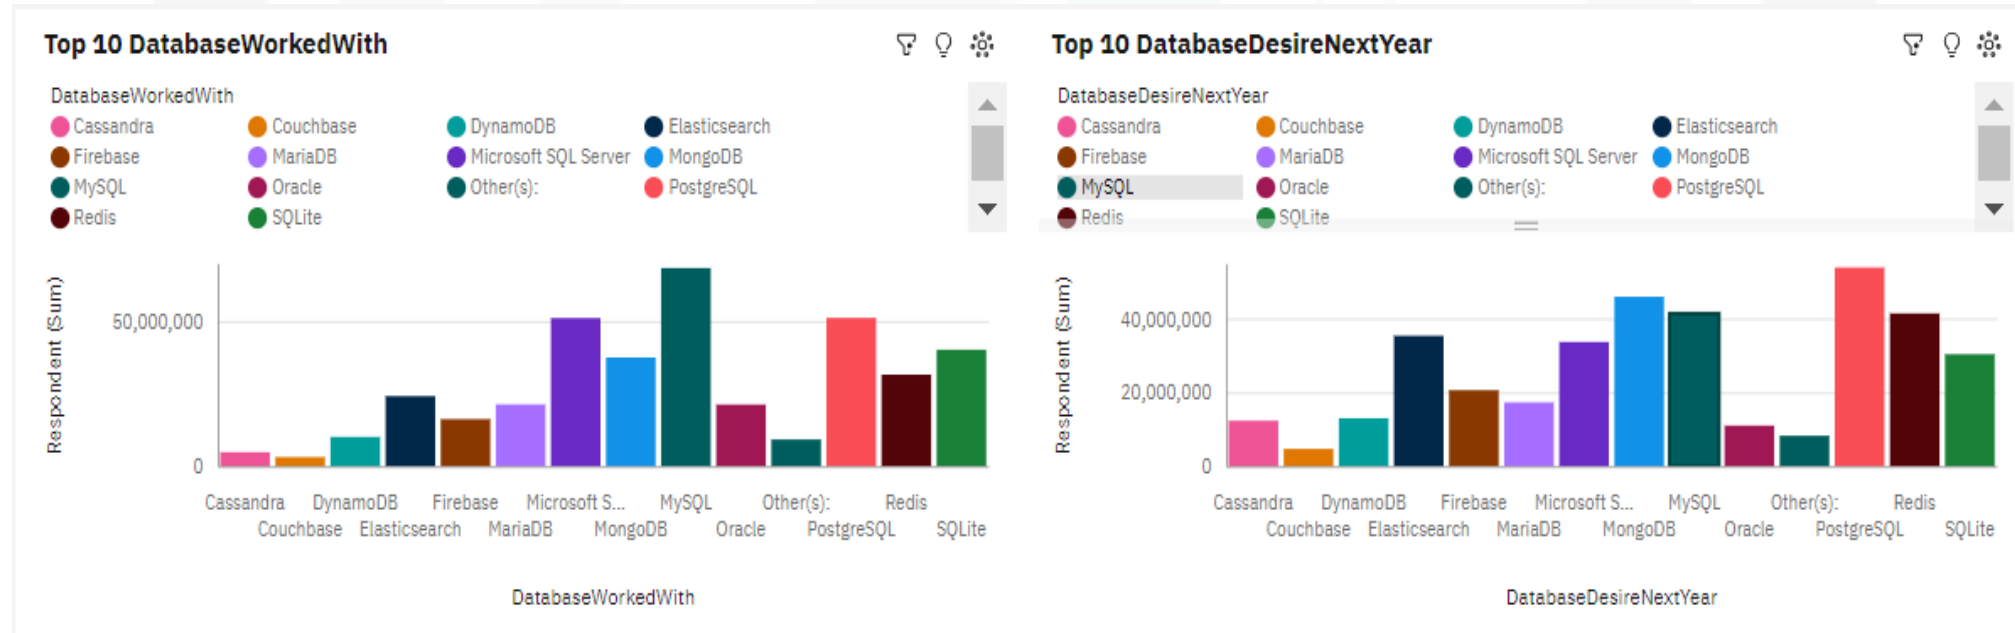 Top 10 DatabaseWorkedWith
DatabaseWorkedWith
Cassandra Couchbase DynamoDB Elasticsearch
Firebase MariaDB Microsoft SQL Server MongoDB
MySQL Oracle Other(s): PostgreSQL
Redis SQLite
Respondent (Sum)
50,000,000
0
Cassandra DynamoDB Firebase Microsoft S... MySQL Other(s): Redis
Couchbase Elasticsearch MariaDB MongoDB Oracle PostgreSQL SQLite
DatabaseWorkedWith
Top 10 DatabaseDesireNextYear
DatabaseDesireNextYear
Cassandra Couchbase DynamoDB Elasticsearch
Firebase MariaDB Microsoft SQL Server MongoDB
MySQL Oracle Other(s): PostgreSQL
Redis SQLite
Respondent (Sum)
40,000,000
20,000,000
0
Cassandra DynamoDB Firebase Microsoft S... MySQL Other(s): Redis
Couchbase Elasticsearch MariaDB MongoDB Oracle PostgreSQL SQLite
DatabaseDesireNextYear